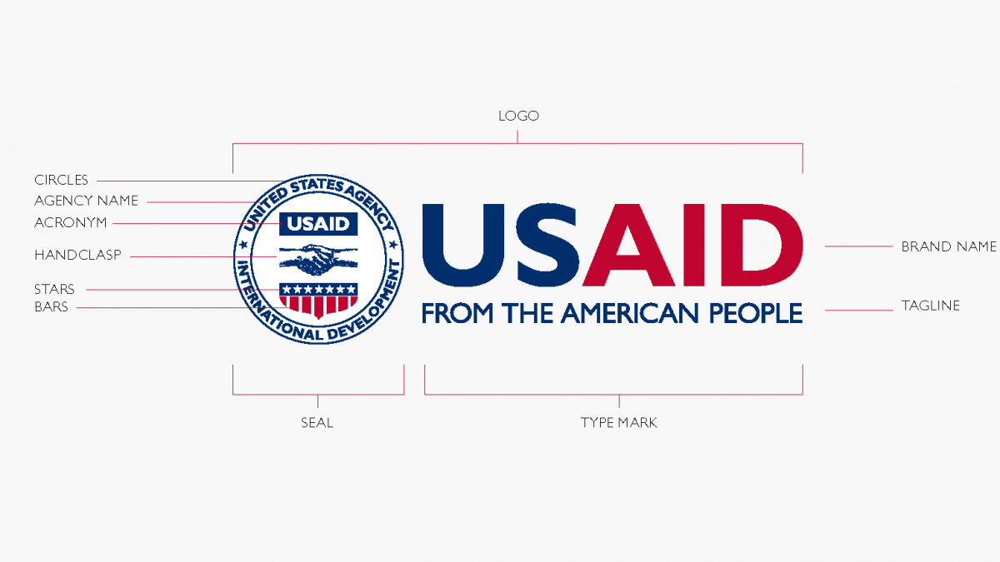 LOGO
CIRCLES
AGENCY NAME
ACRONYM
HANDCLASP
STARS
BARS
UNITED STATES AGENCY
INTERNATIONAL DEVELOPMENT
USAID
USAID
FROM THE AMERICAN PEOPLE
BRAND NAME
TAGLINE
SEAL
TYPE MARK